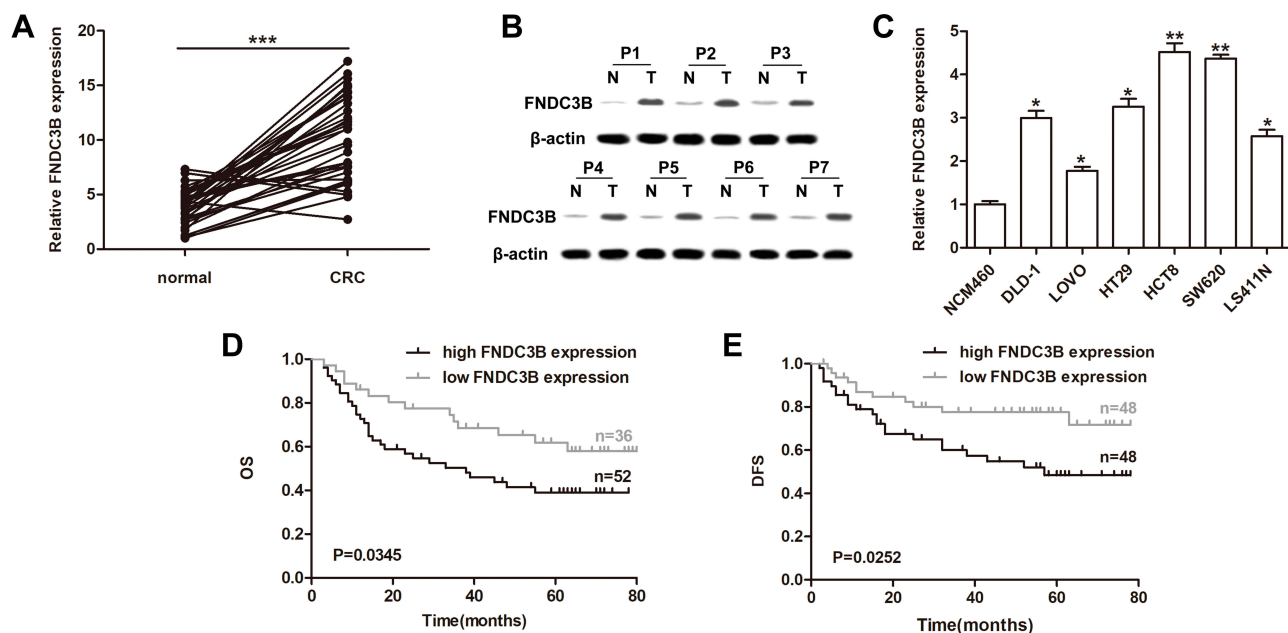 A
Relative FNDC3B expression
20
15
10
5
0
***
normal CRC
B
P1 P2 P3
N T N T N T
FNDC3B
β-actin
P4 P5 P6 P7
N T N T N T N T
FNDC3B
β-actin
C
Relative FNDC3B expression
5
4
3
2
1
0
* * * ** ** *
NCM460 DLD-1 LOVO HT29 HCT8 SW620 LS411N
D
high FNDC3B expression
low FNDC3B expression
OS
1.0
0.8
0.6
0.4
0.2
0.0
n=36
n=52
P=0.0345
0 20 40 60 80
Time(months)
E
high FNDC3B expression
low FNDC3B expression
DFS
1.0
0.8
0.6
0.4
0.2
0.0
n=48
n=48
P=0.0252
0 20 40 60 80
Time(months)